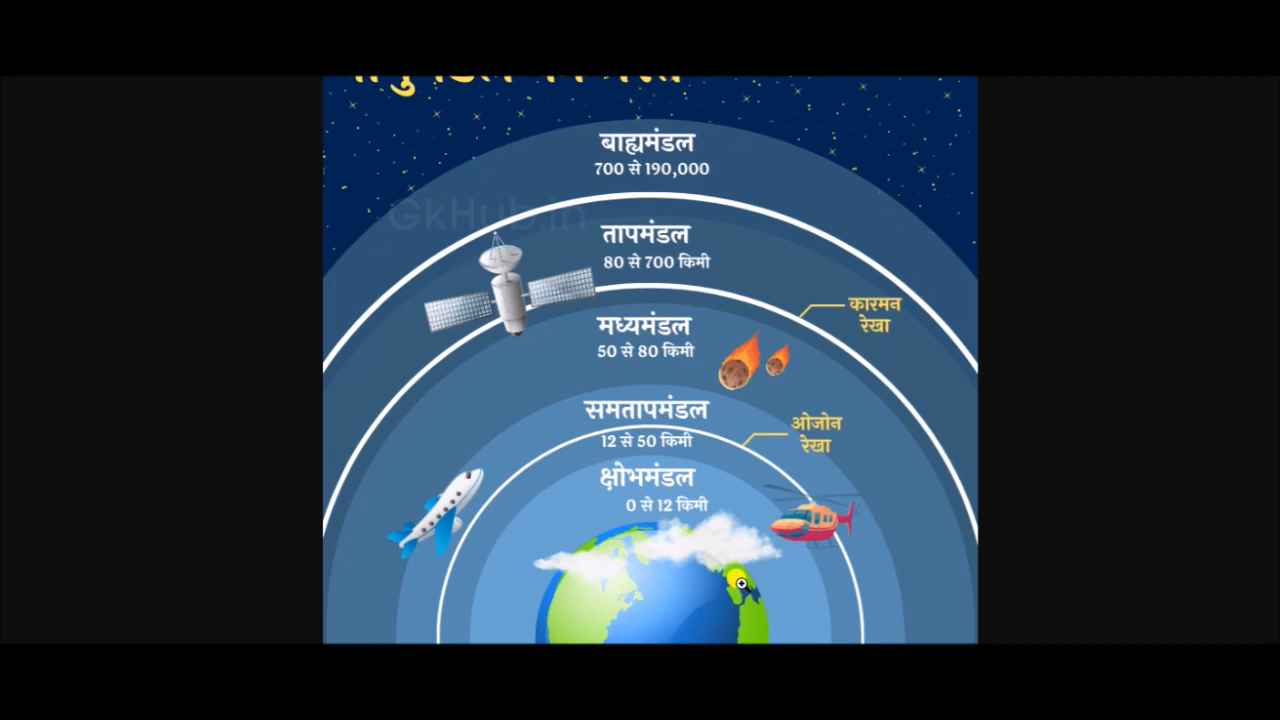 बाह्यमंडल
700 से 190,000
GkHub.in
तापमंडल
80 से 700 किमी
कारमन
रेखा
मध्यमंडल
50 से 80 किमी
समतापमंडल
12 से 50 किमी
ओजोन
रेखा
क्षोभमंडल
0 से 12 किमी